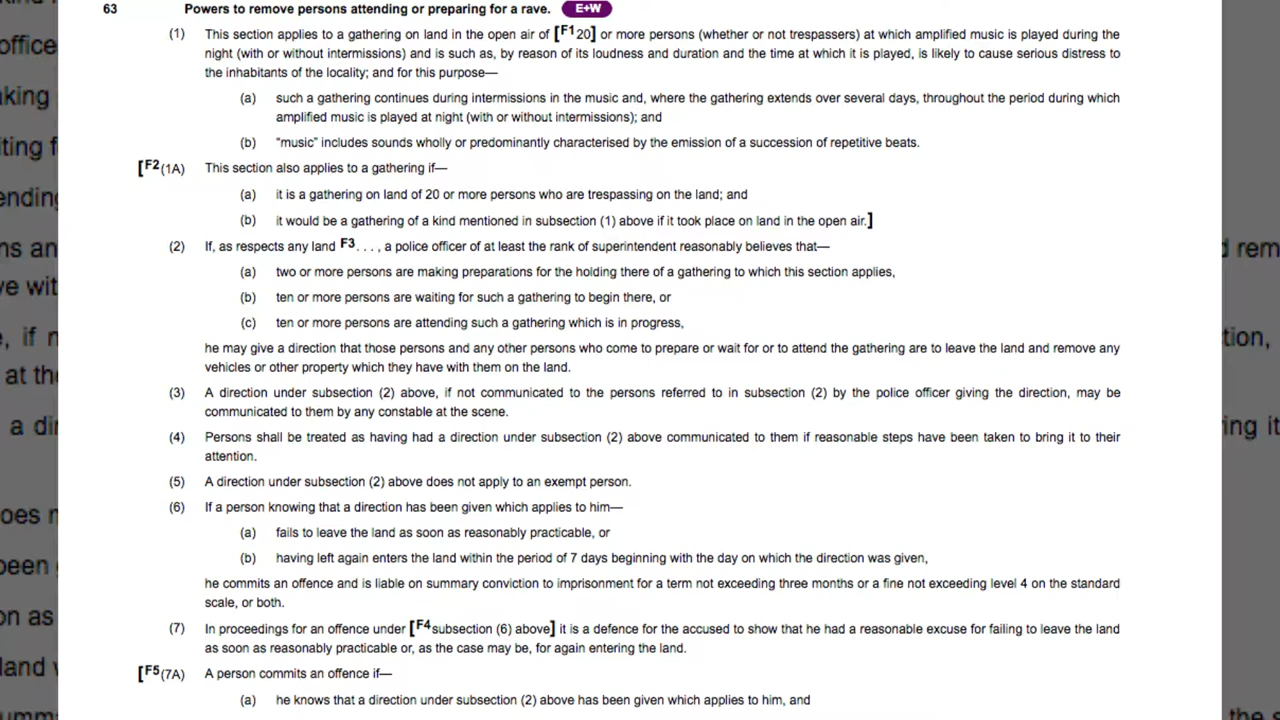 63 Powers to remove persons attending or preparing for a rave. E+W
(1) This section applies to a gathering on land in the open air of [F120] or more persons (whether or not trespassers) at which amplified music is played during the
night (with or without intermissions) and is such as, by reason of its loudness and duration and the time at which it is played, is likely to cause serious distress to
the inhabitants of the locality; and for this purpose—
(a) such a gathering continues during intermissions in the music and, where the gathering extends over several days, throughout the period during which
amplified music is played at night (with or without intermissions); and
(b) “music” includes sounds wholly or predominantly characterised by the emission of a succession of repetitive beats.
[F2(1A) This section also applies to a gathering if—
(a) it is a gathering on land of 20 or more persons who are trespassing on the land; and
(b) it would be a gathering of a kind mentioned in subsection (1) above if it took place on land in the open air.]
(2) If, as respects any land F3. . . , a police officer of at least the rank of superintendent reasonably believes that—
(a) two or more persons are making preparations for the holding there of a gathering to which this section applies,
(b) ten or more persons are waiting for such a gathering to begin there, or
(c) ten or more persons are attending such a gathering which is in progress,
he may give a direction that those persons and any other persons who come to prepare or wait for or to attend the gathering are to leave the land and remove any
vehicles or other property which they have with them on the land.
(3) A direction under subsection (2) above, if not communicated to the persons referred to in subsection (2) by the police officer giving the direction, may be
communicated to them by any constable at the scene.
(4) Persons shall be treated as having had a direction under subsection (2) above communicated to them if reasonable steps have been taken to bring it to their
attention.
(5) A direction under subsection (2) above does not apply to an exempt person.
(6) If a person knowing that a direction has been given which applies to him—
(a) fails to leave the land as soon as reasonably practicable, or
(b) having left again enters the land within the period of 7 days beginning with the day on which the direction was given,
he commits an offence and is liable on summary conviction to imprisonment for a term not exceeding three months or a fine not exceeding level 4 on the standard
scale, or both.
(7) In proceedings for an offence under [F4subsection (6) above] it is a defence for the accused to show that he had a reasonable excuse for failing to leave the land
as soon as reasonably practicable or, as the case may be, for again entering the land.
[F5(7A) A person commits an offence if—
(a) he knows that a direction under subsection (2) above has been given which applies to him, and